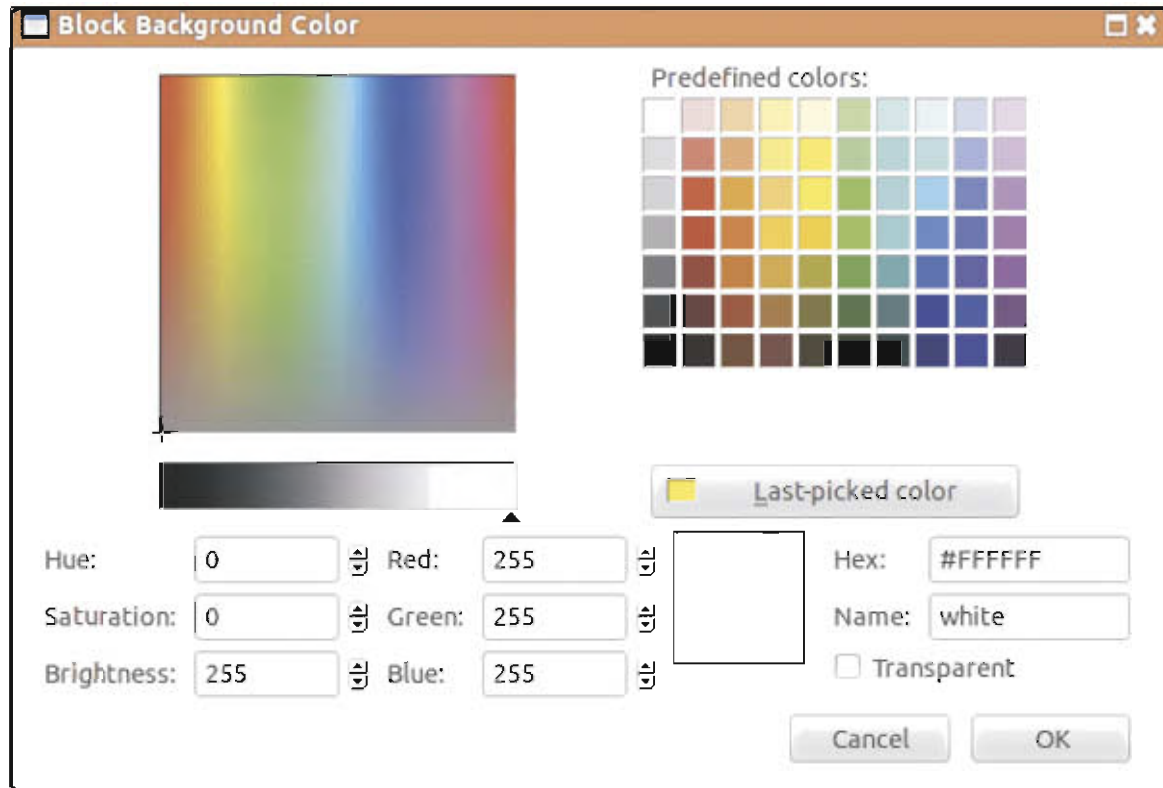 Block Background Color
Predefined colors:
Last-picked color
Hue: 0 Red: 255 Hex: #FFFFFF
Saturation: 0 Green: 255 Name: white
Brightness: 255 Blue: 255 Transparent
Cancel OK